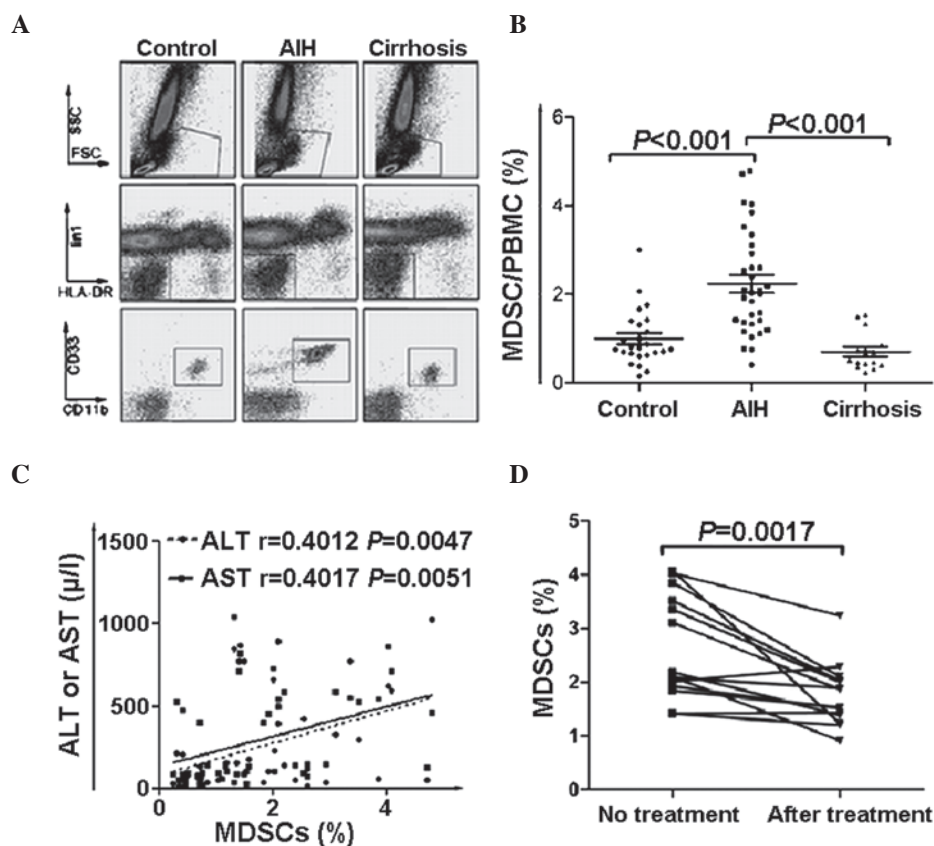 A
Control AIH Cirrhosis
SSC
FSC
lin1
HLA-DR
CD33
CD11b
B
MDSC/PBMC (%)
6
4
2
0
P<0.001
P<0.001
Control AIH Cirrhosis
C
ALT or AST (μ/l)
1500
1000
500
0
ALT r=0.4012 P=0.0047
AST r=0.4017 P=0.0051
0 2 4
MDSCs (%)
D
MDSCs (%)
5
4
3
2
1
0
P=0.0017
No treatment After treatment